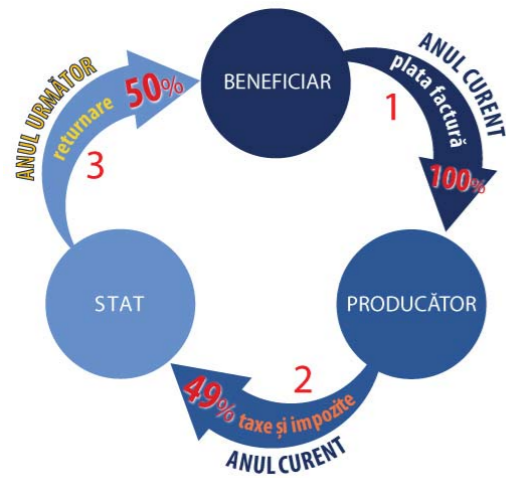 BENEFICIAR
ANUL CURENT
plata factură
1
100%
PRODUCĂTOR
2
49% taxe și impozite
ANUL CURENT
STAT
ANUL URMĂTOR
returnare 50%
3